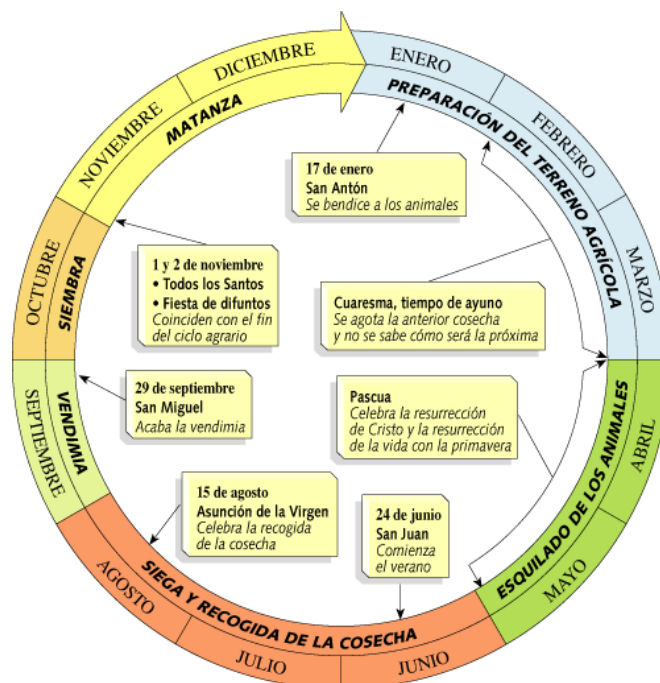 ENERO
FEBRERO
MARZO
ABRIL
MAYO
JUNIO
JULIO
AGOSTO
SEPTIEMBRE
OCTUBRE
NOVIEMBRE
DICIEMBRE
PREPARACIÓN DEL TERRENO AGRÍCOLA
ESQUILADO DE LOS ANIMALES
SIEGA Y RECOGIDA DE LA COSECHA
VENDIMIA
SIEMBRA
MATANZA
17 de enero
San Antón
Se bendice a los animales
Cuaresma, tiempo de ayuno
Se agota la anterior cosecha
y no se sabe cómo será la próxima
Pascua
Celebra la resurrección
de Cristo y la resurrección
de la vida con la primavera
24 de junio
San Juan
Comienza
el verano
15 de agosto
Asunción de la Virgen
Celebra la recogida
de la cosecha
29 de septiembre
San Miguel
Acaba la vendimia
1 y 2 de noviembre
• Todos los Santos
• Fiesta de difuntos
Coinciden con el fin
del ciclo agrario